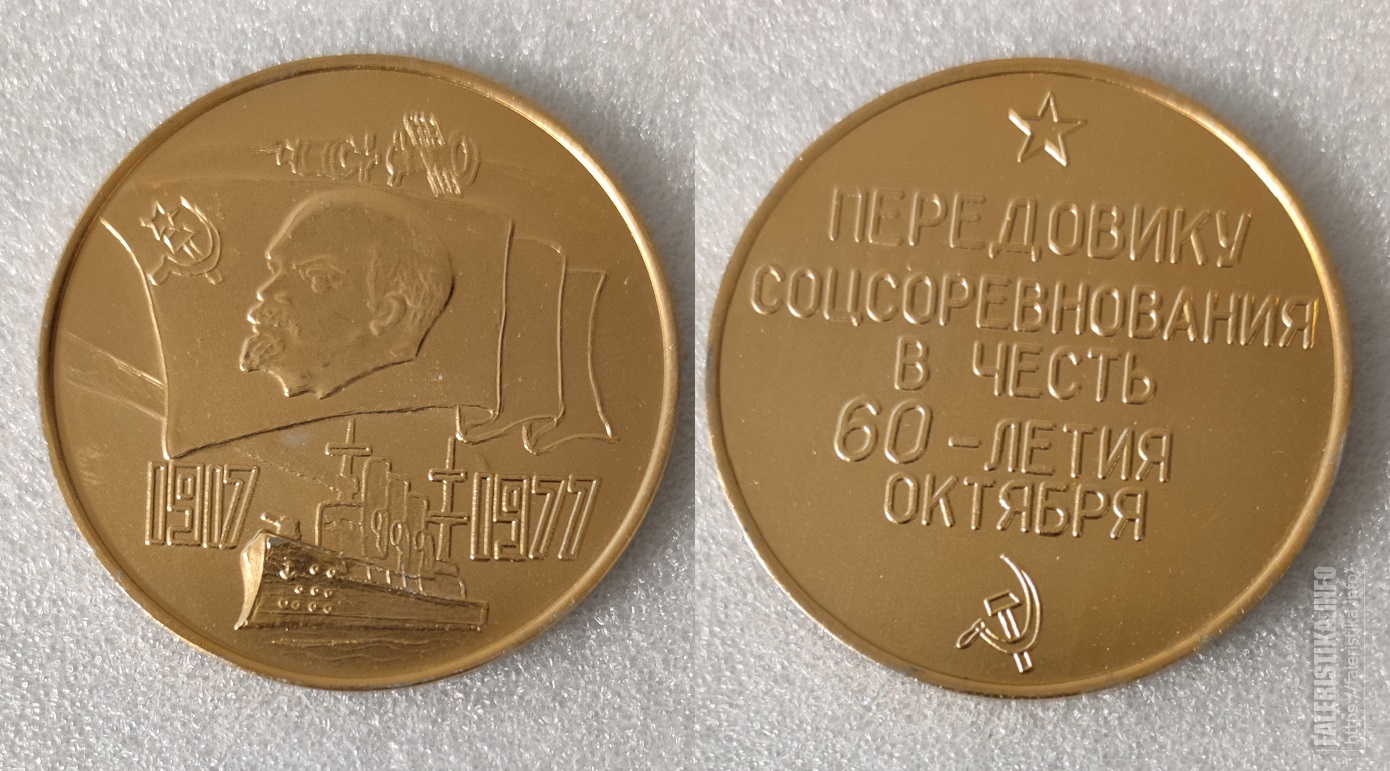 1917 1977
ПЕРЕДОВИКУ
СОЦСОРЕВНОВАНИЯ
В ЧЕСТЬ
60-ЛЕТИЯ
ОКТЯБРЯ
FALERISTIKA.INFO